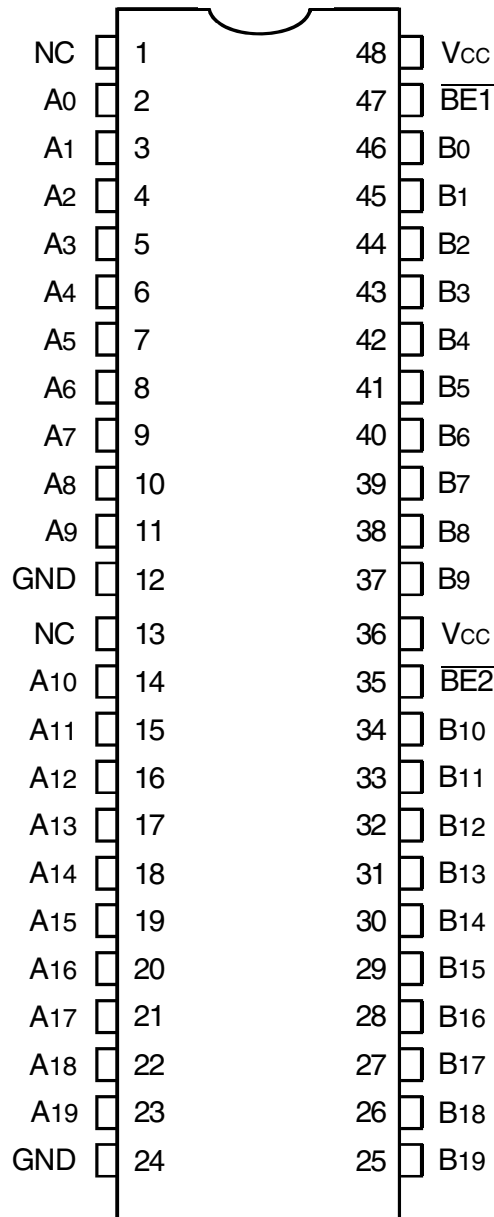 NC 1 48 VCC
A0 2 47 BE1
A1 3 46 B0
A2 4 45 B1
A3 5 44 B2
A4 6 43 B3
A5 7 42 B4
A6 8 41 B5
A7 9 40 B6
A8 10 39 B7
A9 11 38 B8
GND 12 37 B9
NC 13 36 VCC
A10 14 35 BE2
A11 15 34 B10
A12 16 33 B11
A13 17 32 B12
A14 18 31 B13
A15 19 30 B14
A16 20 29 B15
A17 21 28 B16
A18 22 27 B17
A19 23 26 B18
GND 24 25 B19